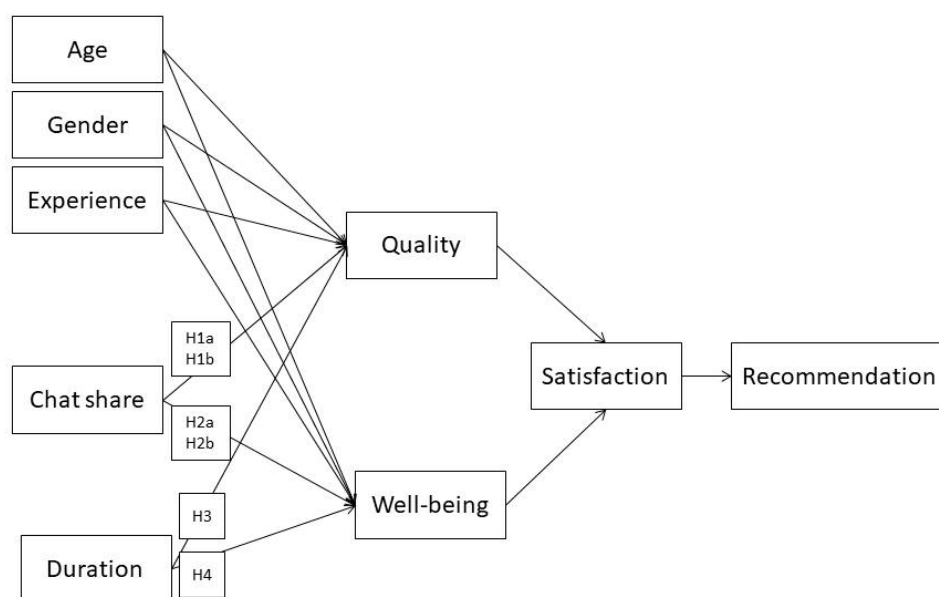 Age
Gender
Experience
Quality
H1a
H1b
Satisfaction
Recommendation
Chat share
H2a
H2b
Well-being
H3
Duration
H4